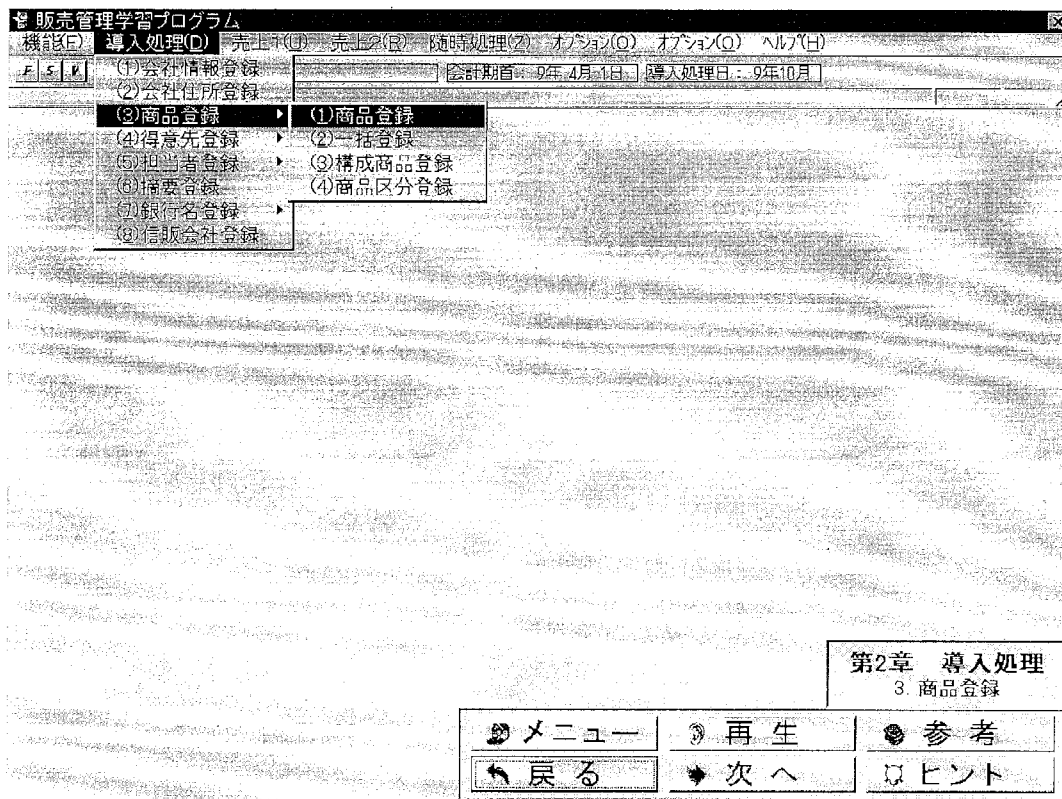 販売管理学習プログラム
機能(F) 導入処理(D) 売上1(U) 売上2(R) 随時処理(Z) オプション(O) オプション(O) ヘルプ(H)
F S V 会計期首: 9年 4月 1日 導入処理日: 9年10月
(1)会社情報登録
(2)会社住所登録
(3)商品登録
(4)得意先登録
(5)担当者登録
(6)摘要登録
(7)銀行名登録
(8)信販会社登録
(1)商品登録
(2)一括登録
(3)構成商品登録
(4)商品区分登録
第2章 導入処理
3. 商品登録
メニュー 再生 参考
戻る 次へ ヒント